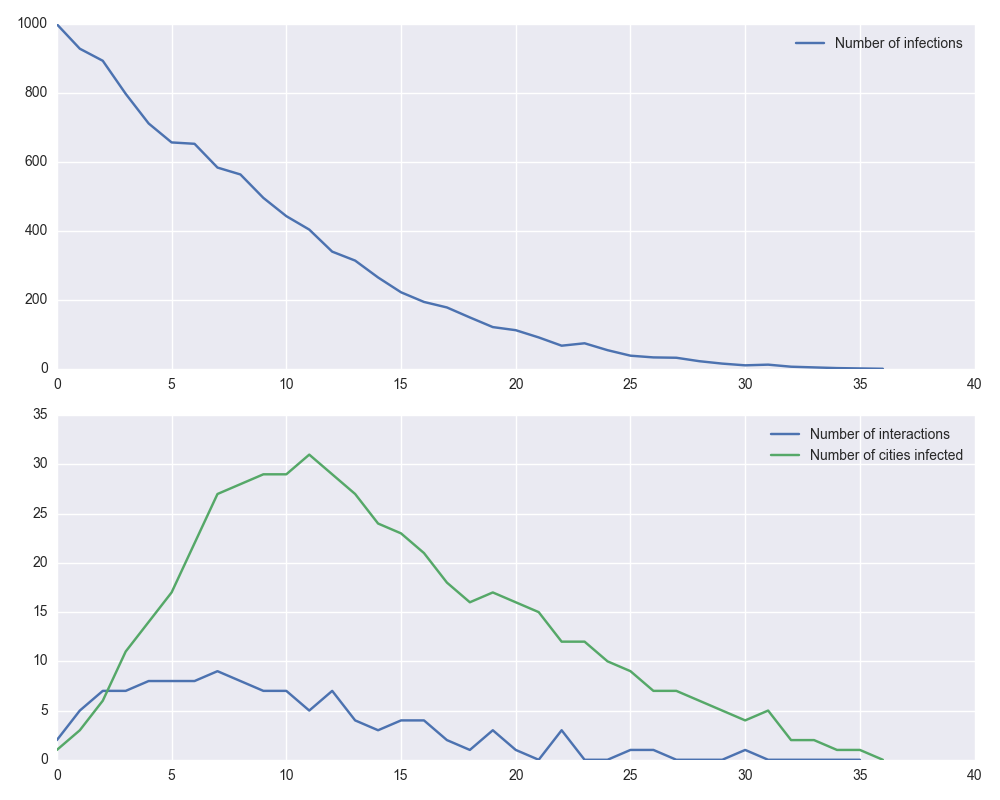 1000
Number of infections
800
600
400
200
0
0 5 10 15 20 25 30 35 40
35
Number of interactions
30
Number of cities infected
25
20
15
10
5
0
0 5 10 15 20 25 30 35 40